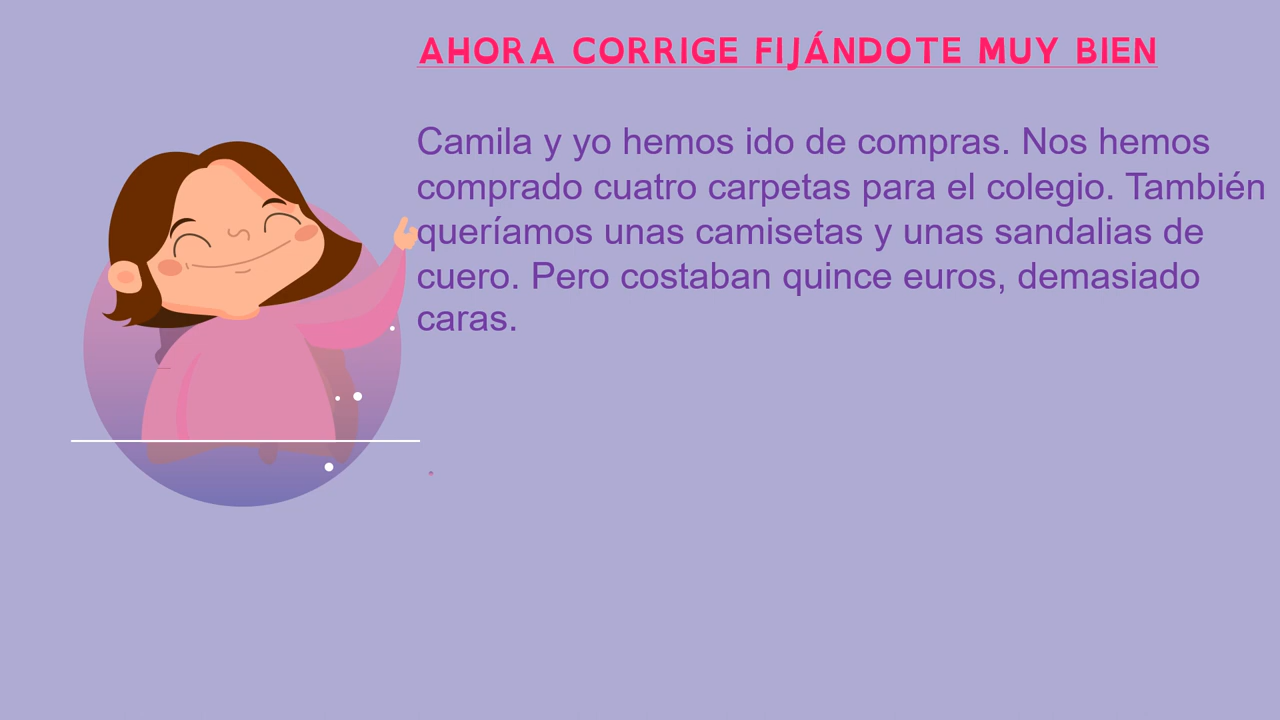 AHORA CORRIGE FIJÁNDOTE MUY BIEN
Camila y yo hemos ido de compras. Nos hemos
comprado cuatro carpetas para el colegio. También
queríamos unas camisetas y unas sandalias de
cuero. Pero costaban quince euros, demasiado
caras.